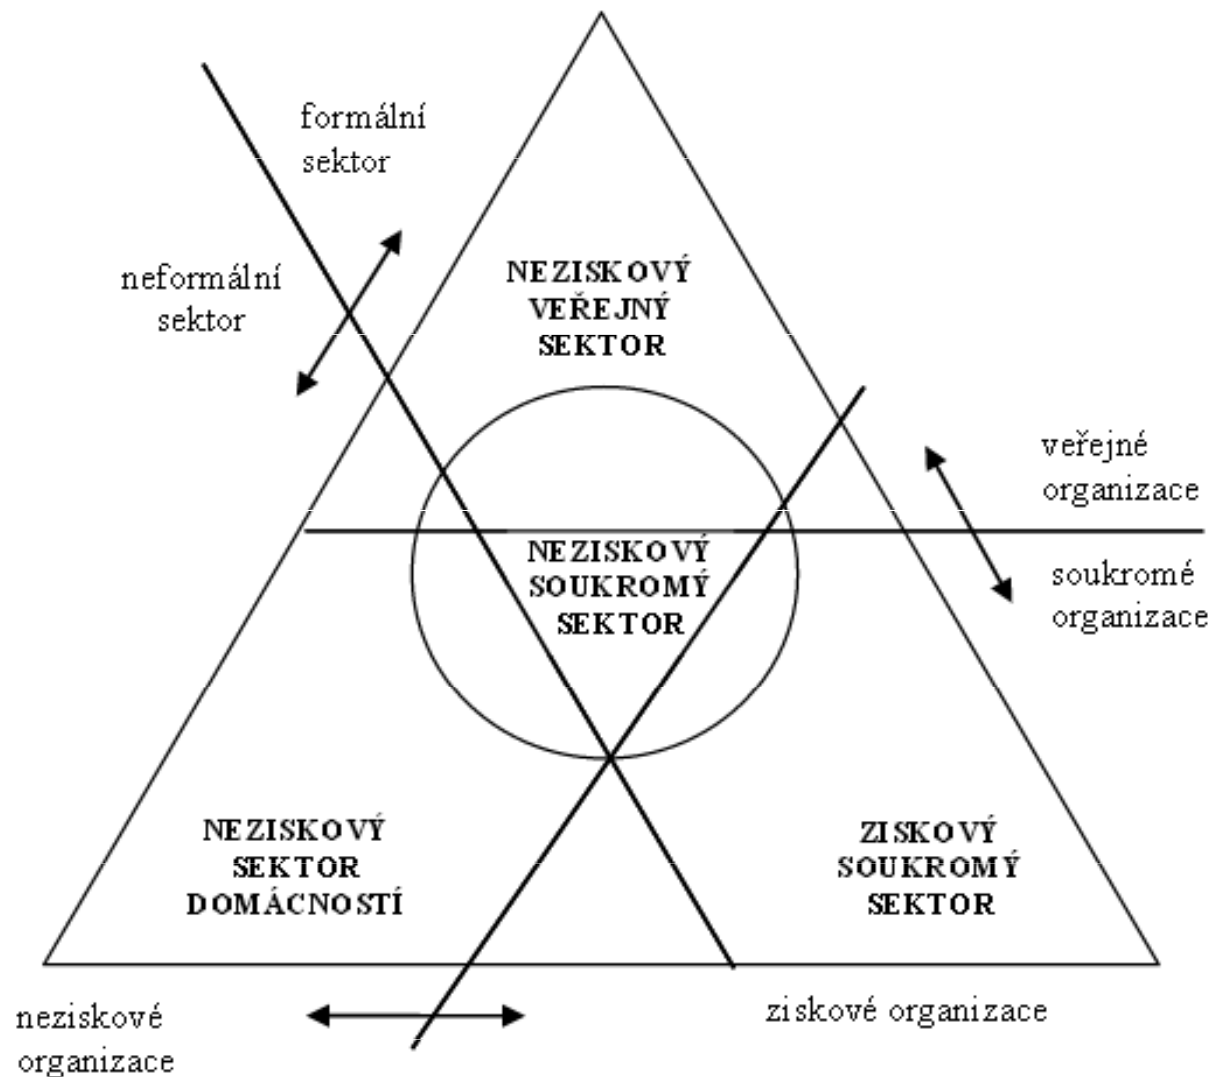 formální
sektor
neformální
sektor
NEZISKOVÝ
VEŘEJNÝ
SEKTOR
veřejné
organizace
soukromé
organizace
NEZISKOVÝ
SOUKROMÝ
SEKTOR
NEZISKOVÝ
SEKTOR
DOMÁCNOSTÍ
ZISKOVÝ
SOUKROMÝ
SEKTOR
neziskové
organizace
ziskové organizace